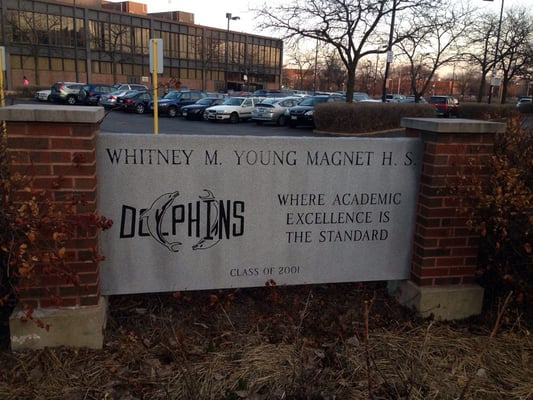 WHITNEY M. YOUNG MAGNET H. S.
DOLPHINS
WHERE ACADEMIC
EXCELLENCE IS
THE STANDARD
CLASS OF 2001